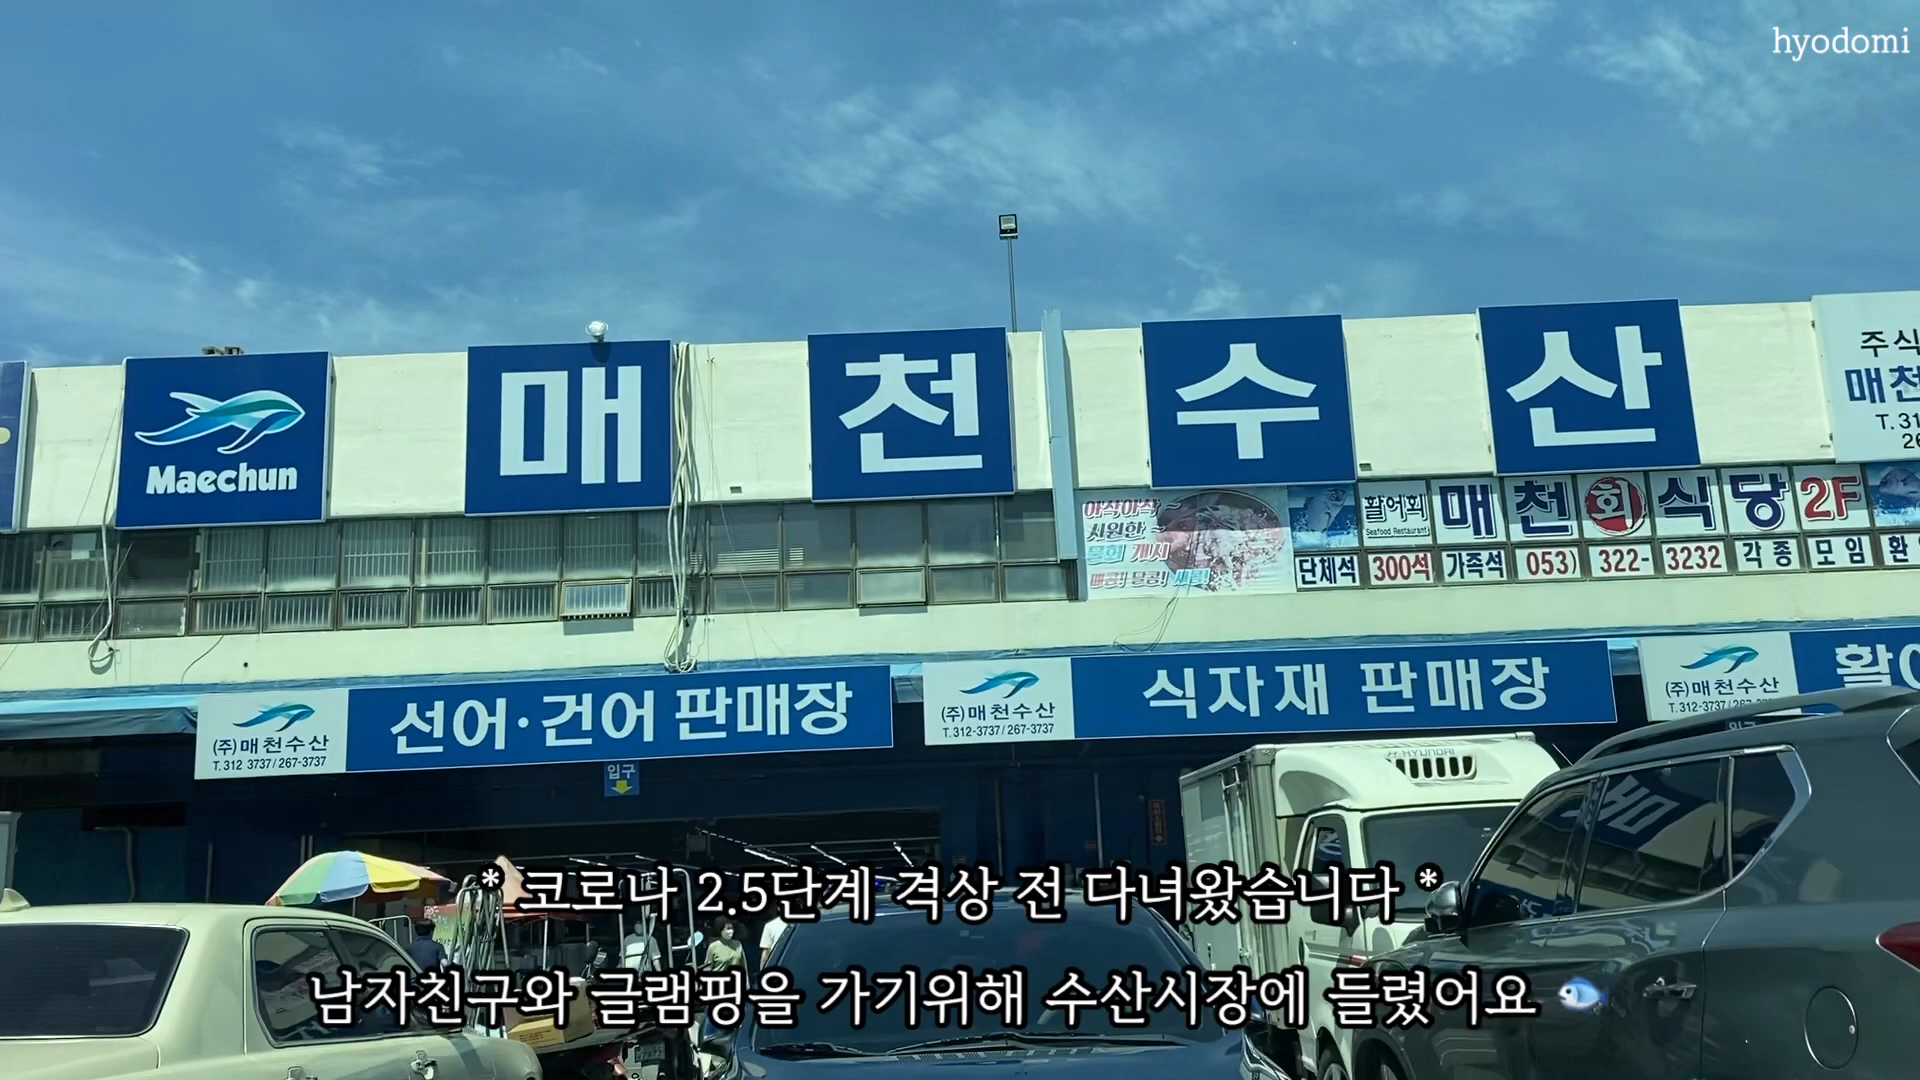 hyodomi
Maechun
매천수산
주식
매천
아삭아삭~
시원한~
물회 개시
활어회
Seafood Restaurant
매천회식당 2F
단체석 300석 가족석 053) 322-3232 각종모임환
(주)매천수산
T. 312 3737 / 267-3737
선어·건어 판매장
(주)매천수산
T. 312-3737 / 267-3737
식자재 판매장
(주)매천수산
입구
HYUNDAI
* 코로나 2.5단계 격상 전 다녀왔습니다 *
남자친구와 글램핑을 가기위해 수산시장에 들렸어요